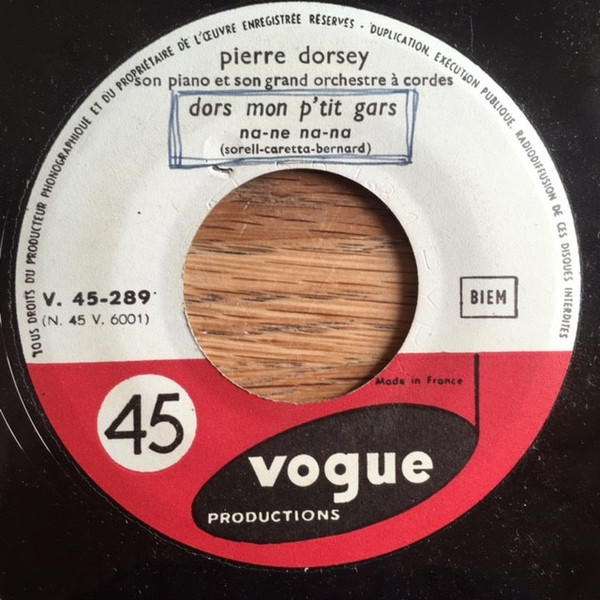 TOUS DROITS DU PRODUCTEUR PHONOGRAPHIQUE ET DU PROPRIÉTAIRE DE L'ŒUVRE ENREGISTRÉE RÉSERVÉS - DUPLICATION, EXÉCUTION PUBLIQUE, RADIODIFFUSION DE CES DISQUES INTERDITES
pierre dorsey
son piano et son grand orchestre à cordes
dors mon p'tit gars
na-ne na-na
(sorell-caretta-bernard)
V. 45-289
(N. 45 V. 6001)
BIEM
Made in France
45
vogue
PRODUCTIONS